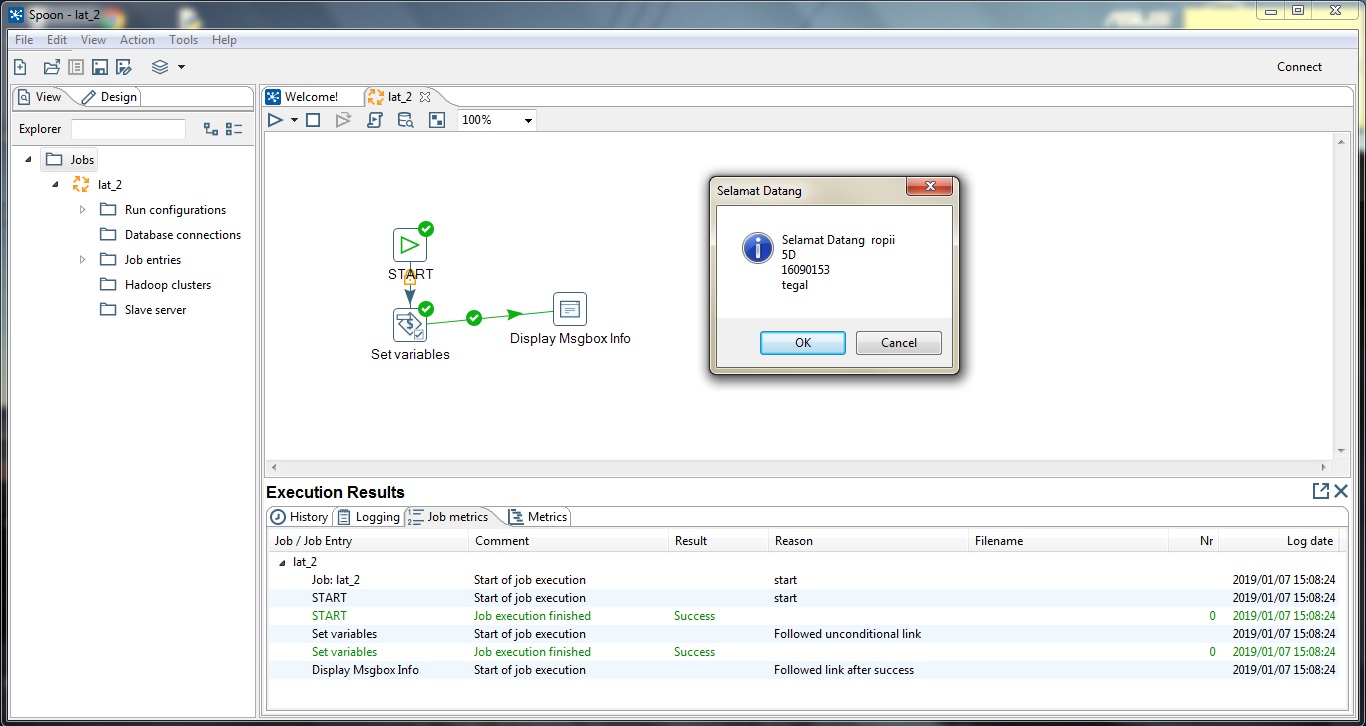 Spoon - lat_2
ASUS
File Edit View Action Tools Help
Connect
View Design
Welcome! lat_2
Explorer
100%
Jobs
lat_2
Run configurations
Database connections
Job entries
Hadoop clusters
Slave server
START
Set variables
Display Msgbox Info
Selamat Datang
Selamat Datang ropii
5D
16090153
tegal
OK Cancel
Execution Results
History Logging Job metrics Metrics
Job / Job Entry Comment Result Reason Filename Nr Log date
lat_2
Job: lat_2 Start of job execution start 2019/01/07 15:08:24
START Start of job execution start 2019/01/07 15:08:24
START Job execution finished Success 0 2019/01/07 15:08:24
Set variables Start of job execution Followed unconditional link 2019/01/07 15:08:24
Set variables Job execution finished Success 0 2019/01/07 15:08:24
Display Msgbox Info Start of job execution Followed link after success 2019/01/07 15:08:24